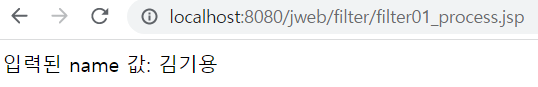 localhost:8080/jweb/filter/filter01_process.jsp
입력된 name 값: 김기용